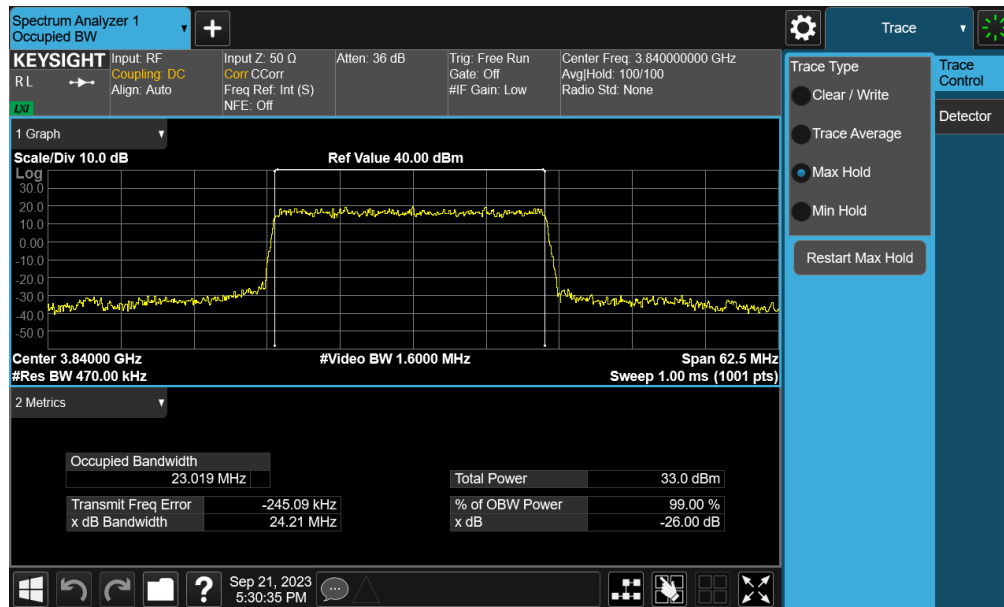 Spectrum Analyzer 1
Occupied BW
Trace
KEYSIGHT
R L
LXI
Input: RF
Coupling: DC
Align: Auto
Input Z: 50 Ω
Corr CCorr
Freq Ref: Int (S)
NFE: Off
Atten: 36 dB
Trig: Free Run
Gate: Off
#IF Gain: Low
Center Freq: 3.840000000 GHz
Avg|Hold: 100/100
Radio Std: None
Trace Type
Clear / Write
Trace Average
Max Hold
Min Hold
Restart Max Hold
Trace
Control
Detector
1 Graph
Scale/Div 10.0 dB
Ref Value 40.00 dBm
Log
30.0
20.0
10.0
0.00
-10.0
-20.0
-30.0
-40.0
-50.0
Center 3.84000 GHz
#Video BW 1.6000 MHz
Span 62.5 MHz
#Res BW 470.00 kHz
Sweep 1.00 ms (1001 pts)
2 Metrics
Occupied Bandwidth
23.019 MHz
Total Power 33.0 dBm
Transmit Freq Error -245.09 kHz
% of OBW Power 99.00 %
x dB Bandwidth 24.21 MHz
x dB -26.00 dB
?
Sep 21, 2023
5:30:35 PM